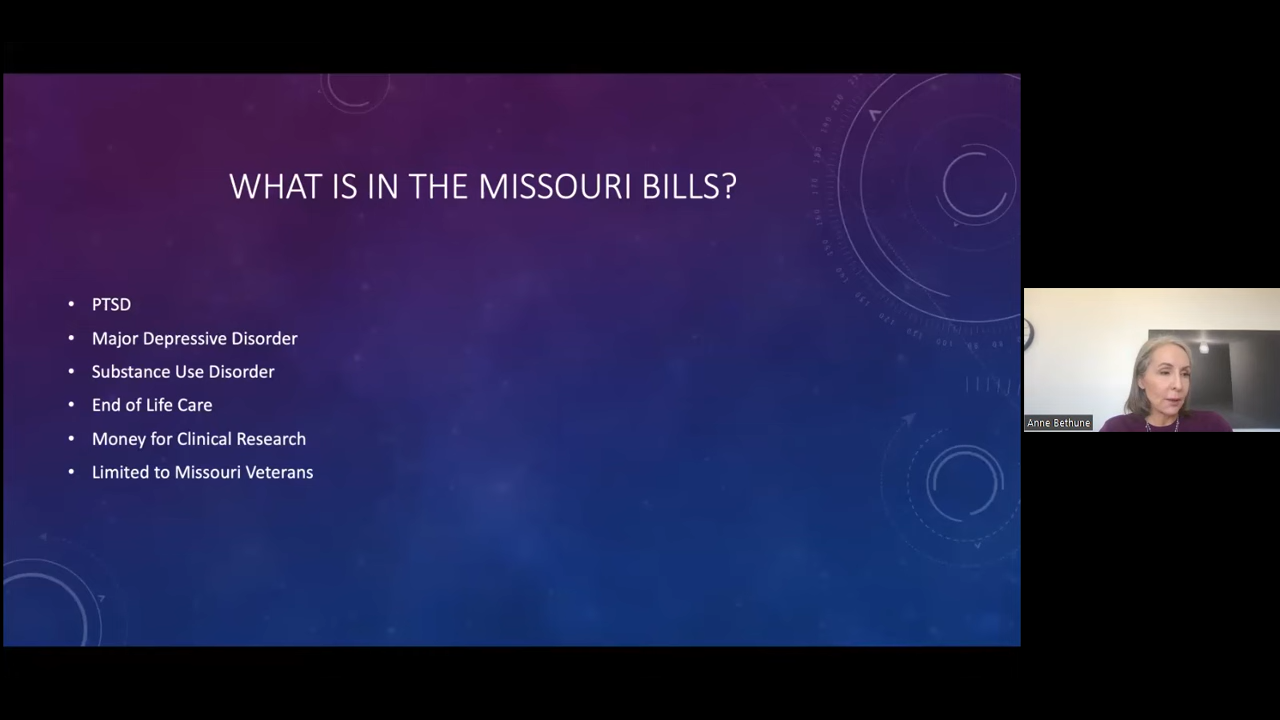 WHAT IS IN THE MISSOURI BILLS?
• PTSD
• Major Depressive Disorder
• Substance Use Disorder
• End of Life Care
• Money for Clinical Research
• Limited to Missouri Veterans
Anne Bethune